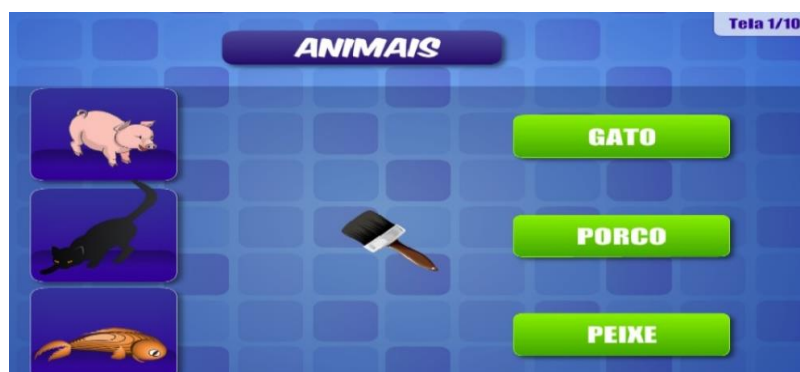 Tela 1/10
ANIMAIS
GATO
PORCO
PEIXE